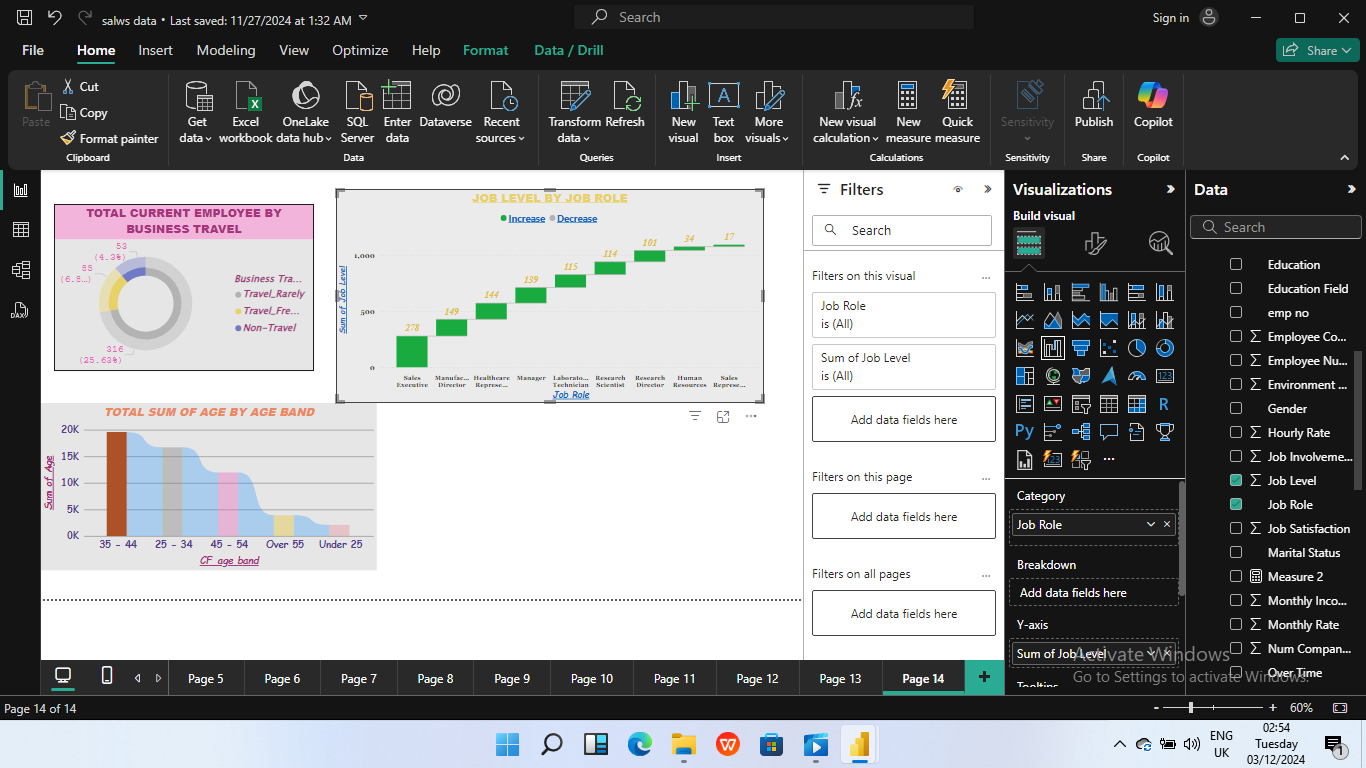 salws data • Last saved: 11/27/2024 at 1:32 AM
Search
Sign in
File Home Insert Modeling View Optimize Help Format Data / Drill
Share
Paste
Cut
Copy
Format painter
Clipboard
Get data
Excel workbook
OneLake data hub
SQL Server
Enter data
Dataverse
Recent sources
Data
Transform data
Refresh
Queries
New visual
Text box
More visuals
Insert
New visual calculation
New measure
Quick measure
Calculations
Sensitivity
Sensitivity
Publish
Share
Copilot
Copilot
TOTAL CURRENT EMPLOYEE BY
BUSINESS TRAVEL
53
(4.3%)
(6.8...)
316
(25.63%)
Business Tra...
Travel_Rarely
Travel_Fre...
Non-Travel
JOB LEVEL BY JOB ROLE
Increase Decrease
Sum of Job Level
1,000
500
0
278
149
144
139
115
114
101
34
17
Sales Executive
Manufac... Director
Healthcare Represe...
Manager
Laborato... Technician
Research Scientist
Research Director
Human Resources
Sales Represe...
Job Role
TOTAL SUM OF AGE BY AGE BAND
Sum of Age
20K
15K
10K
5K
0K
35 - 44 25 - 34 45 - 54 Over 55 Under 25
CF age band
Filters
Search
Filters on this visual
...
Job Role
is (All)
Sum of Job Level
is (All)
Add data fields here
Filters on this page
...
Add data fields here
Filters on all pages
...
Add data fields here
Visualizations
Build visual
123
R
Py
123
...
Category
Job Role
Breakdown
Add data fields here
Y-axis
Sum of Job Level
Tooltips
Data
Search
Education
Education Field
emp no
Employee Co...
Employee Nu...
Environment ...
Gender
Hourly Rate
Job Involveme...
Job Level
Job Role
Job Satisfaction
Marital Status
Measure 2
Monthly Inco...
Monthly Rate
Num Compan...
Over Time
Activate Windows
Go to Settings to activate Windows.
Page 5 Page 6 Page 7 Page 8 Page 9 Page 10 Page 11 Page 12 Page 13 Page 14 +
Page 14 of 14
- + 60%
ENG
UK
02:54
Tuesday
03/12/2024
1